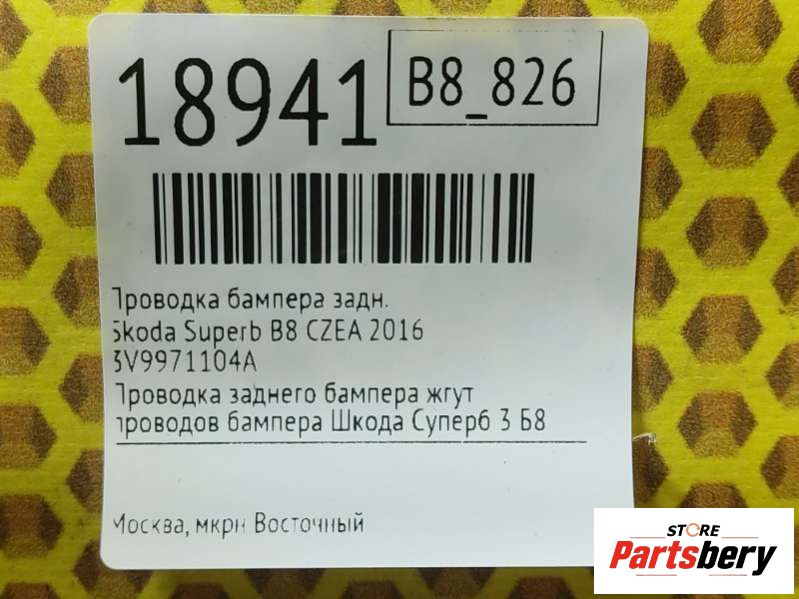 18941
B8_826
Проводка бампера задн.
Skoda Superb B8 CZEA 2016
3V9971104A
Проводка заднего бампера жгут
проводов бампера Шкода Суперб 3 Б8
Москва, мкрн Восточный
STORE
Partsbery